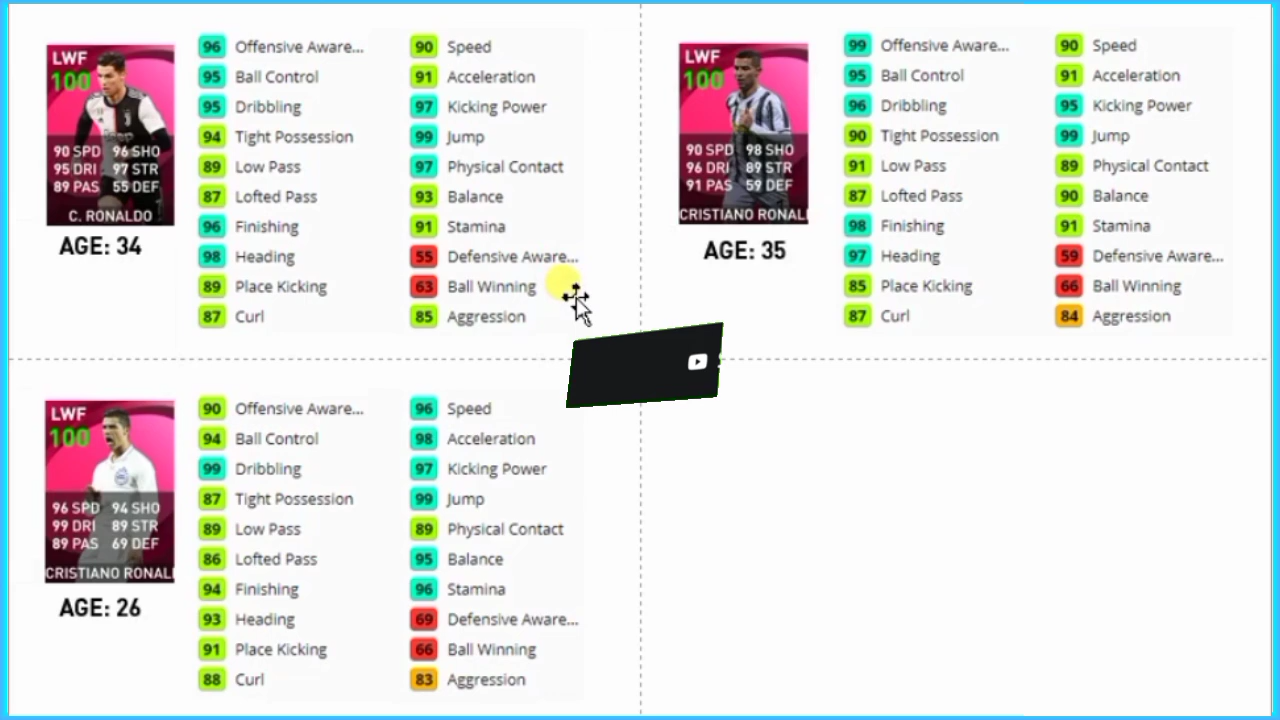 LWF
100
90 SPD 96 SHO
95 DRI 97 STR
89 PAS 55 DEF
C. RONALDO
AGE: 34
96 Offensive Aware... 90 Speed
95 Ball Control 91 Acceleration
95 Dribbling 97 Kicking Power
94 Tight Possession 99 Jump
89 Low Pass 97 Physical Contact
87 Lofted Pass 93 Balance
96 Finishing 91 Stamina
98 Heading 55 Defensive Aware...
89 Place Kicking 63 Ball Winning
87 Curl 85 Aggression
LWF
100
90 SPD 98 SHO
96 DRI 89 STR
91 PAS 59 DEF
CRISTIANO RONAL
AGE: 35
99 Offensive Aware... 90 Speed
95 Ball Control 91 Acceleration
96 Dribbling 95 Kicking Power
90 Tight Possession 99 Jump
91 Low Pass 89 Physical Contact
87 Lofted Pass 90 Balance
98 Finishing 91 Stamina
97 Heading 59 Defensive Aware...
85 Place Kicking 66 Ball Winning
87 Curl 84 Aggression
LWF
100
96 SPD 94 SHO
99 DRI 89 STR
89 PAS 69 DEF
CRISTIANO RONAL
AGE: 26
90 Offensive Aware... 96 Speed
94 Ball Control 98 Acceleration
99 Dribbling 97 Kicking Power
87 Tight Possession 99 Jump
89 Low Pass 89 Physical Contact
86 Lofted Pass 95 Balance
94 Finishing 96 Stamina
93 Heading 69 Defensive Aware...
91 Place Kicking 66 Ball Winning
88 Curl 83 Aggression